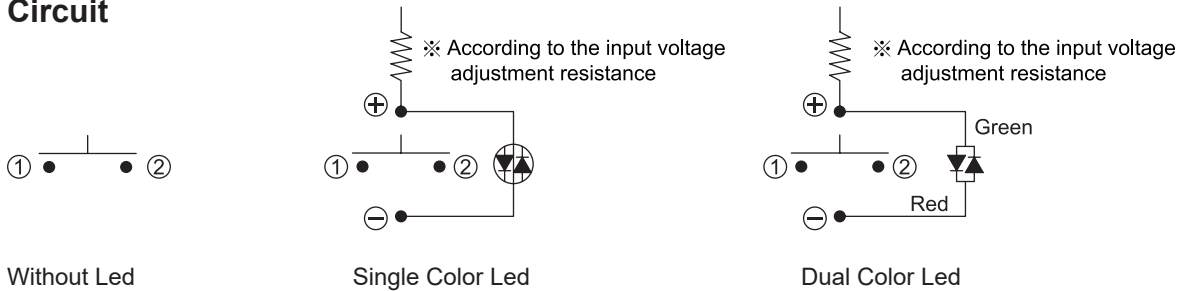 Circuit
※ According to the input voltage
adjustment resistance
※ According to the input voltage
adjustment resistance
⊕
⊕
Green
① ②
① ②
① ②
Red
⊖
⊖
Without Led
Single Color Led
Dual Color Led